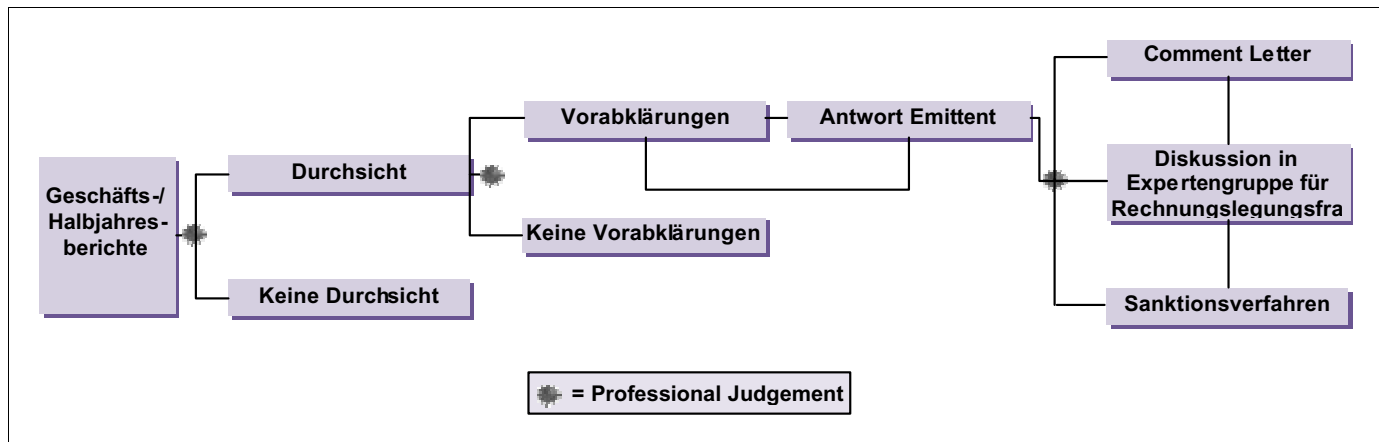 Geschäfts-/
Halbjahres-
berichte
Durchsicht
Keine Durchsicht
Vorabklärungen
Keine Vorabklärungen
Antwort Emittent
Comment Letter
Diskussion in
Expertengruppe für
Rechnungslegungsfra
Sanktionsverfahren
= Professional Judgement